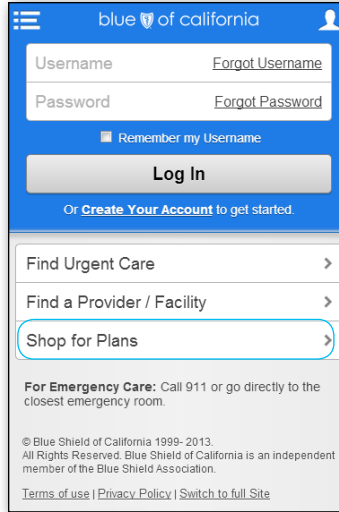 blue of california
Username Forgot Username
Password Forgot Password
Remember my Username
Log In
Or Create Your Account to get started.
Find Urgent Care
Find a Provider / Facility
Shop for Plans
For Emergency Care: Call 911 or go directly to the
closest emergency room.
© Blue Shield of California 1999- 2013.
All Rights Reserved. Blue Shield of California is an independent
member of the Blue Shield Association.
Terms of use | Privacy Policy | Switch to full Site